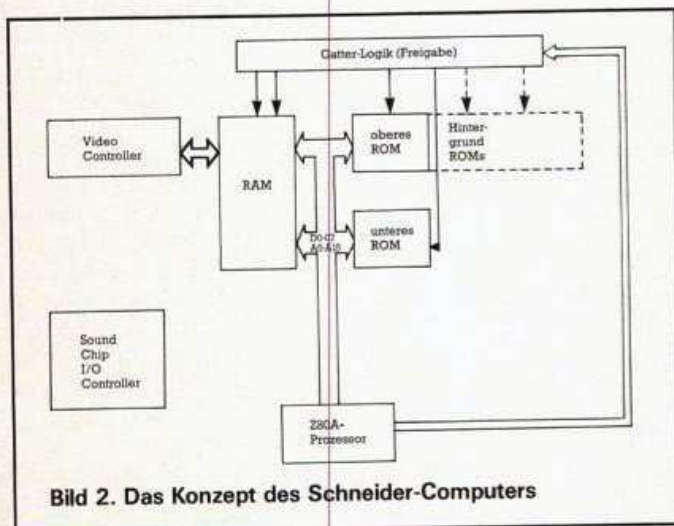 Gatter-Logik (Freigabe)
Video
Controller
RAM
oberes
ROM
Hinter-
grund
ROMs
D0-D7
A0-A15
unteres
ROM
Sound
Chip
I/O
Controller
Z80A-
Prozessor
Bild 2. Das Konzept des Schneider-Computers